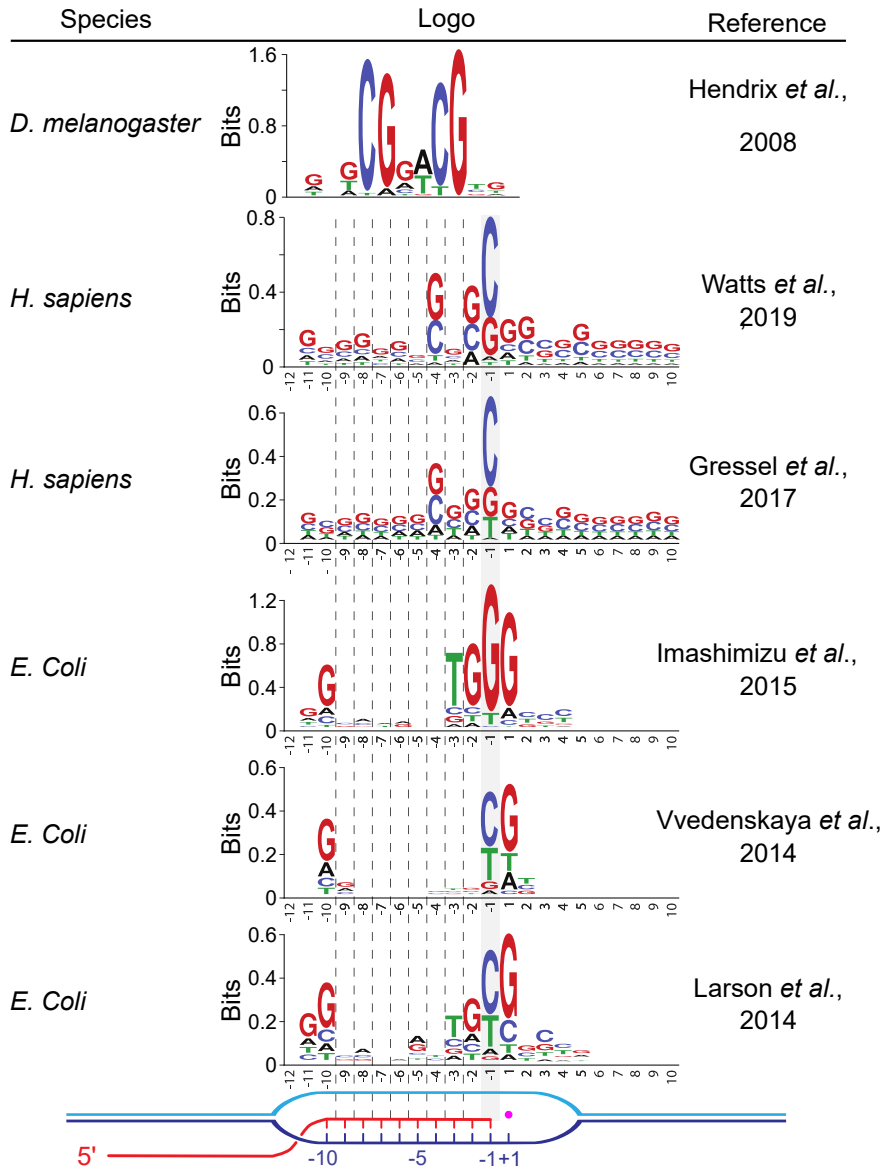 Species Logo Reference
D. melanogaster
Bits
1.6
0.8
0
Hendrix et al.,
2008
H. sapiens
Bits
0.8
0.4
0
-12 -11 -10 -9 -8 -7 -6 -5 -4 -3 -2 -1 1 2 3 4 5 6 7 8 9 10
Watts et al.,
2019
H. sapiens
Bits
0.6
0.4
0.2
0
-12 -11 -10 -9 -8 -7 -6 -5 -4 -3 -2 -1 1 2 3 4 5 6 7 8 9 10
Gressel et al.,
2017
E. Coli
Bits
1.2
0.8
0.4
0
-12 -11 -10 -9 -8 -7 -6 -5 -4 -3 -2 -1 1 2 3 4 5 6 7 8 9 10
Imashimizu et al.,
2015
E. Coli
Bits
0.6
0.4
0.2
0
-12 -11 -10 -9 -8 -7 -6 -5 -4 -3 -2 -1 1 2 3 4 5 6 7 8 9 10
Vvedenskaya et al.,
2014
E. Coli
Bits
0.6
0.4
0.2
0
-12 -11 -10 -9 -8 -7 -6 -5 -4 -3 -2 -1 1 2 3 4 5 6 7 8 9 10
Larson et al.,
2014
5'
-10 -5 -1 +1